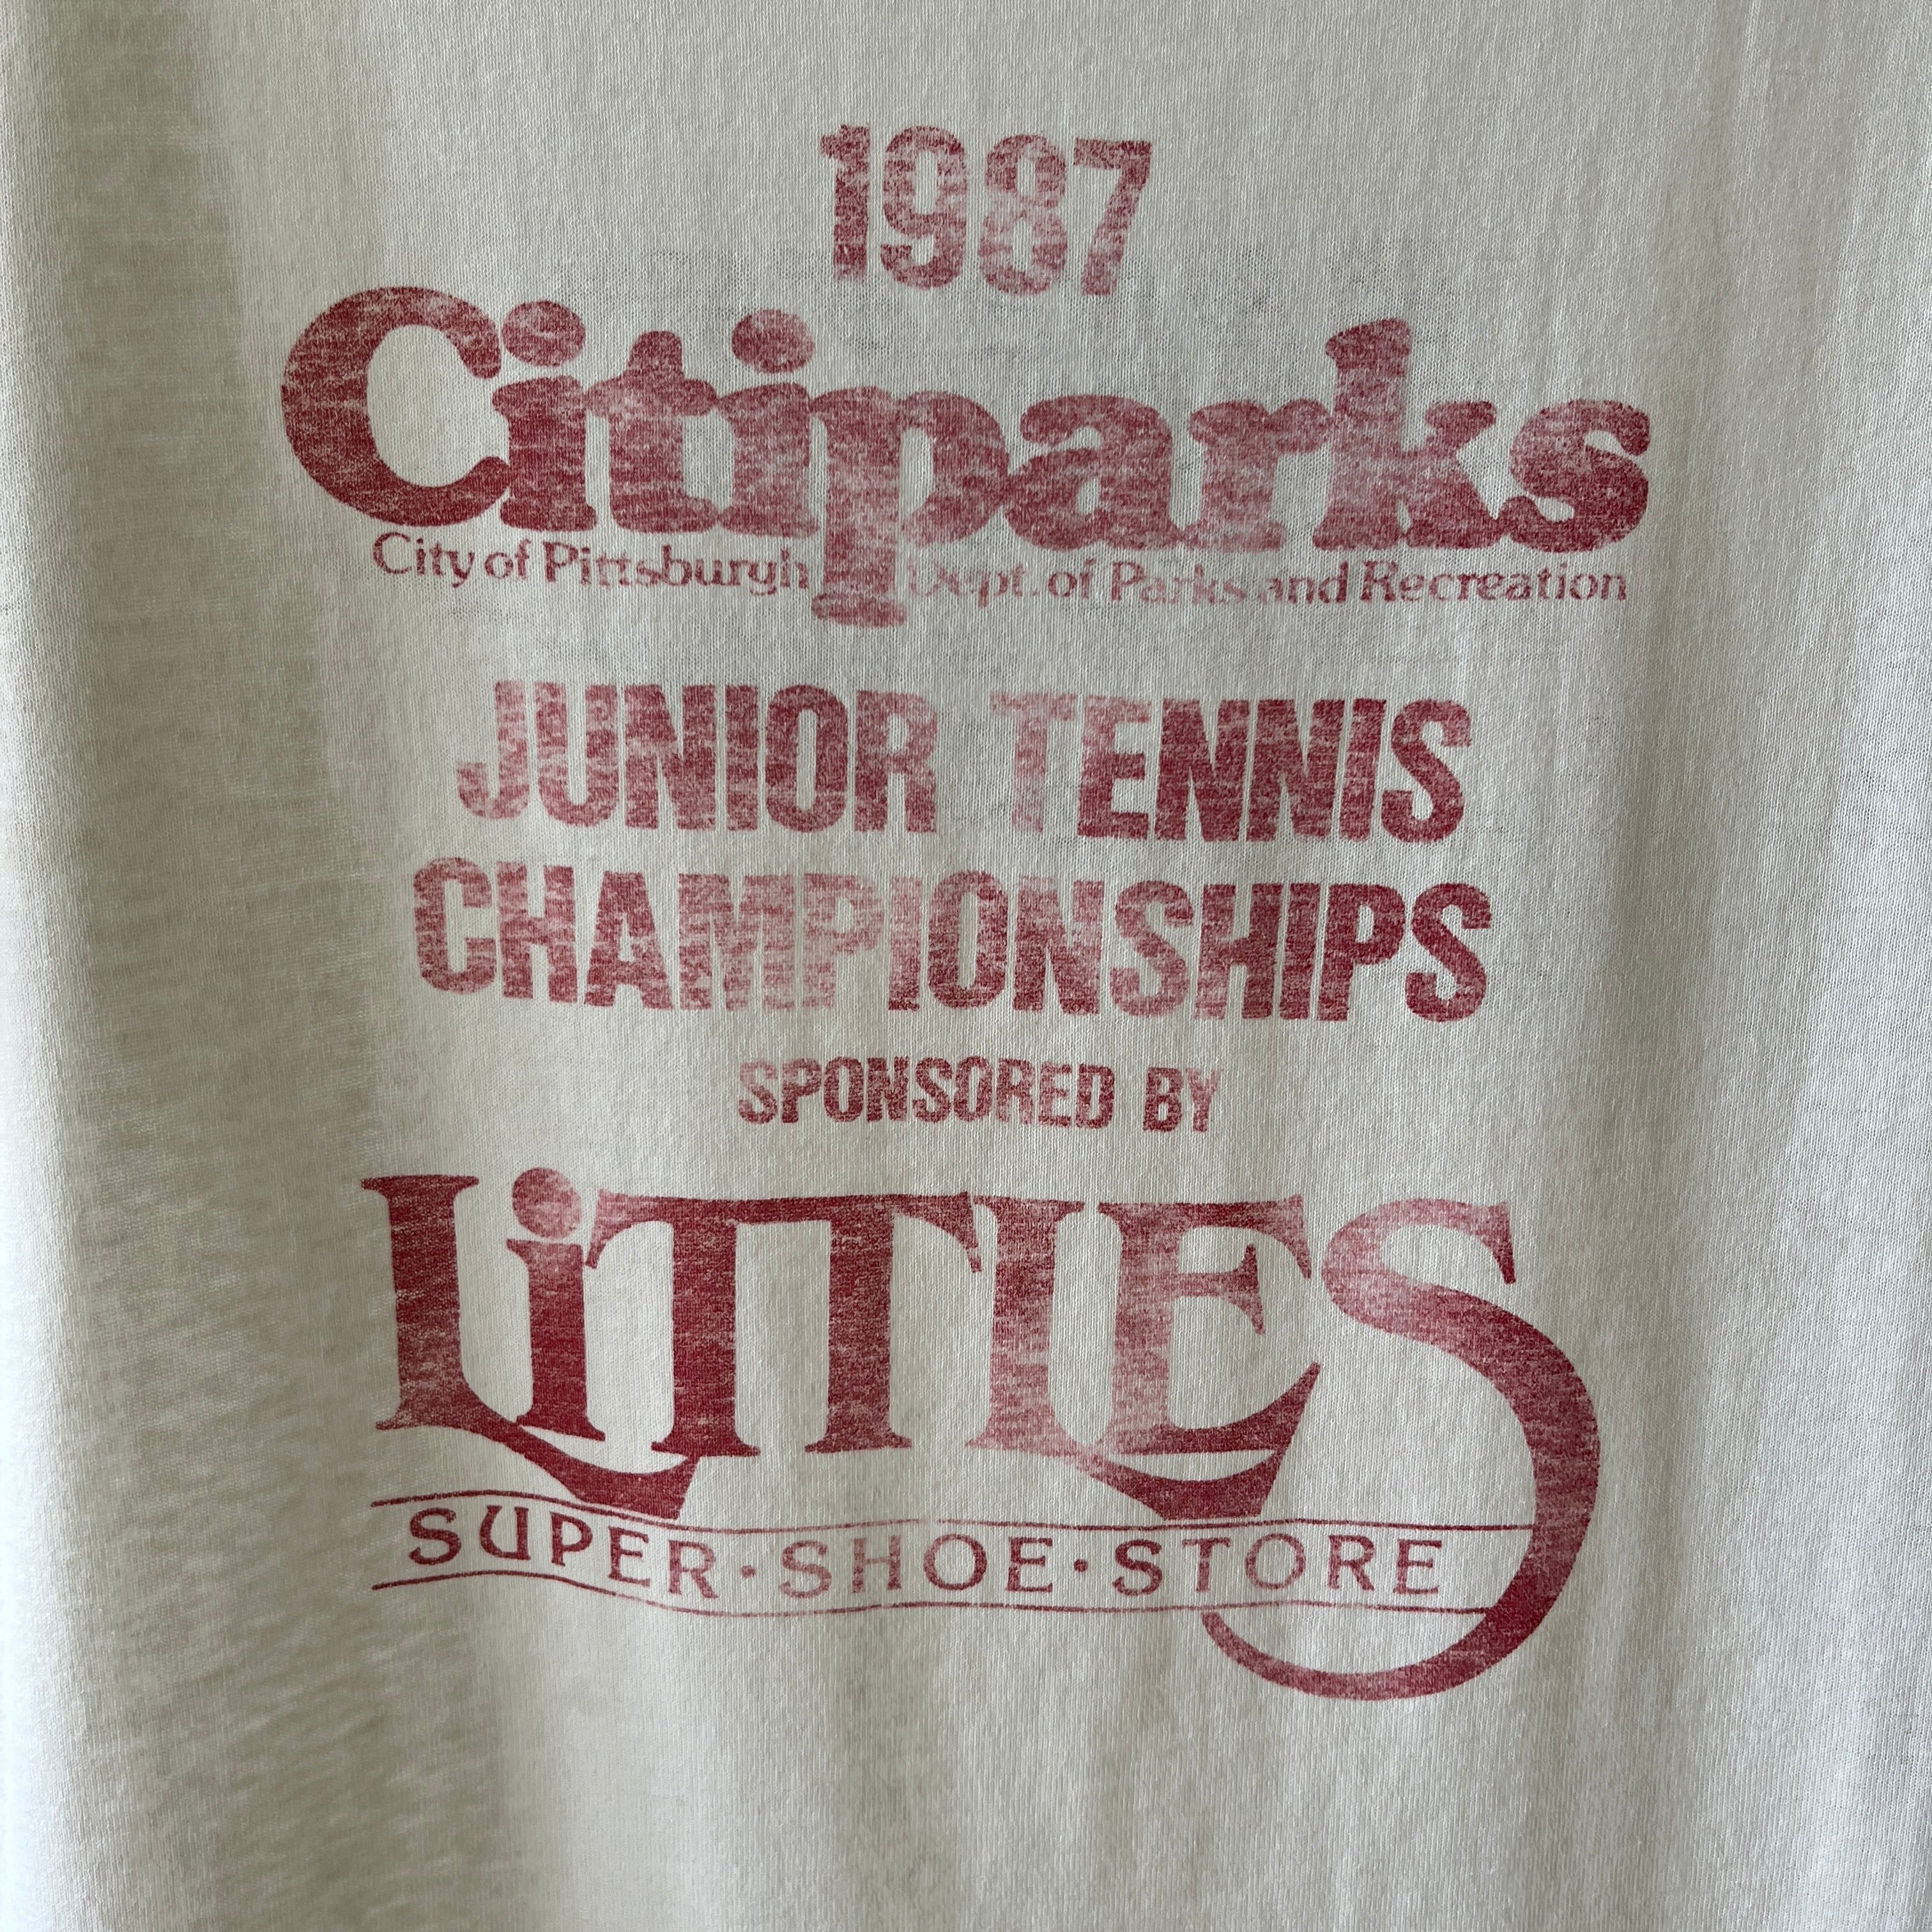 1987
Citiparks
City of Pittsburgh Dept. of Parks and Recreation
JUNIOR TENNIS
CHAMPIONSHIPS
SPONSORED BY
LiTTLES
SUPER·SHOE·STORE